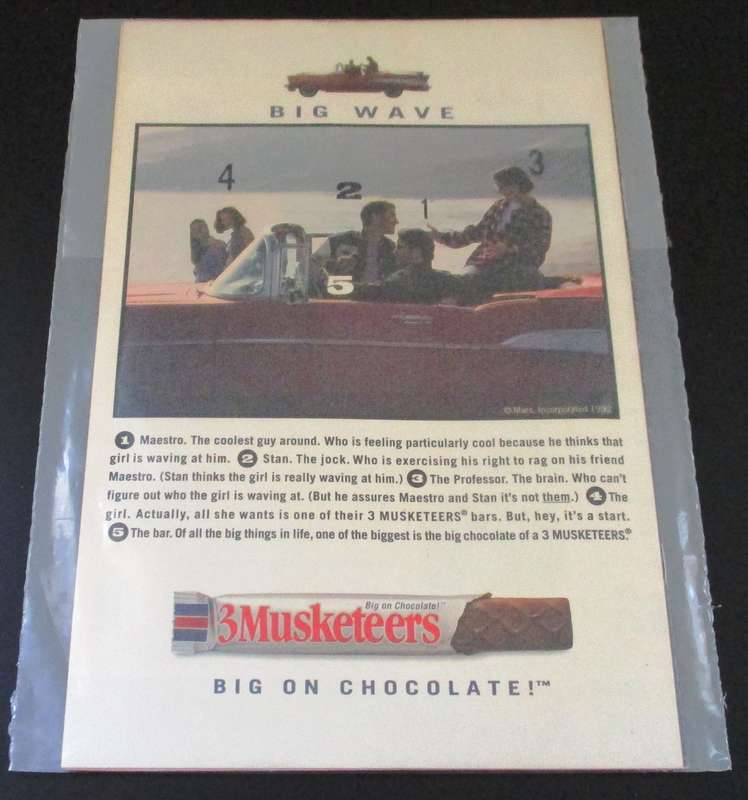 BIG WAVE
4
2
1
3
5
© Mars, Incorporated 1992
1 Maestro. The coolest guy around. Who is feeling particularly cool because he thinks that
girl is waving at him. 2 Stan. The jock. Who is exercising his right to rag on his friend
Maestro. (Stan thinks the girl is really waving at him.) 3 The Professor. The brain. Who can't
figure out who the girl is waving at. (But he assures Maestro and Stan it's not them.) 4 The
girl. Actually, all she wants is one of their 3 MUSKETEERS® bars. But, hey, it's a start.
5 The bar. Of all the big things in life, one of the biggest is the big chocolate of a 3 MUSKETEERS.®
Big on Chocolate!™
3Musketeers
BIG ON CHOCOLATE!™